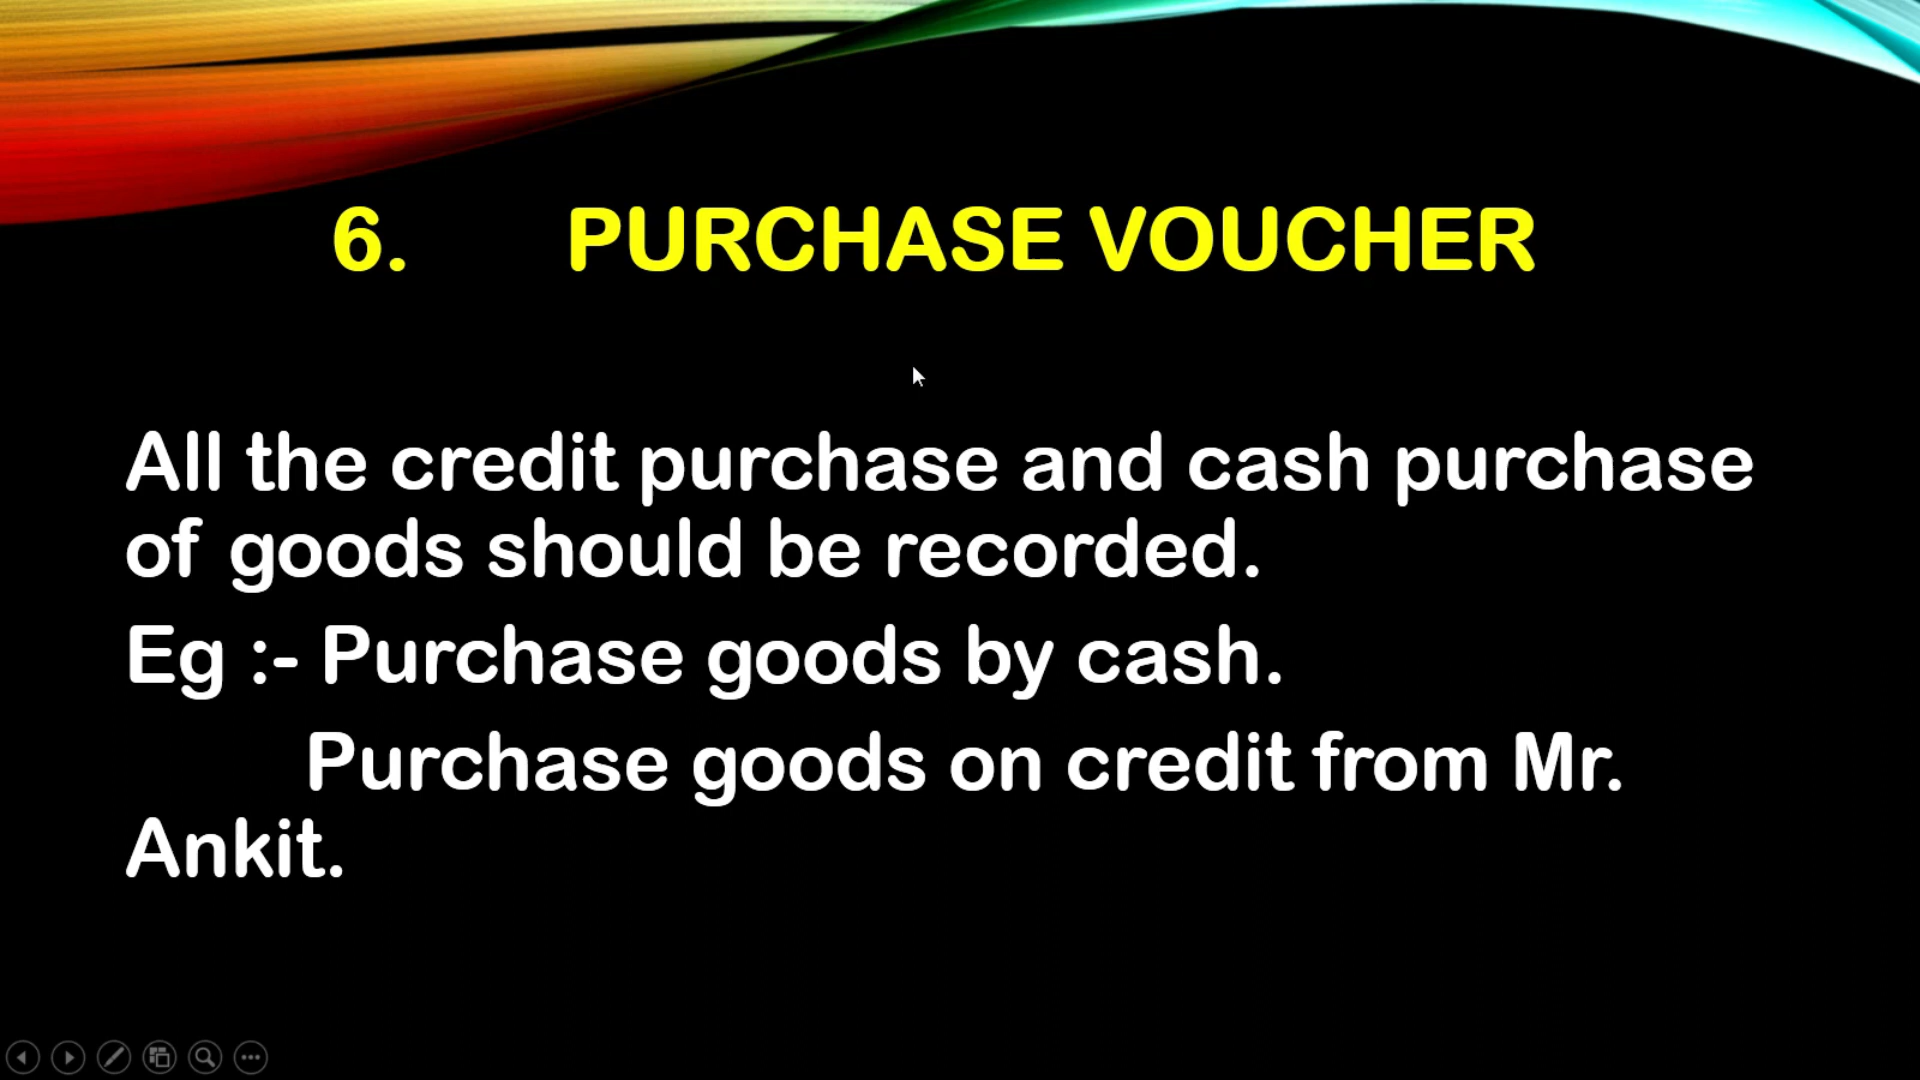 6. PURCHASE VOUCHER
All the credit purchase and cash purchase
of goods should be recorded.
Eg :- Purchase goods by cash.
Purchase goods on credit from Mr.
Ankit.